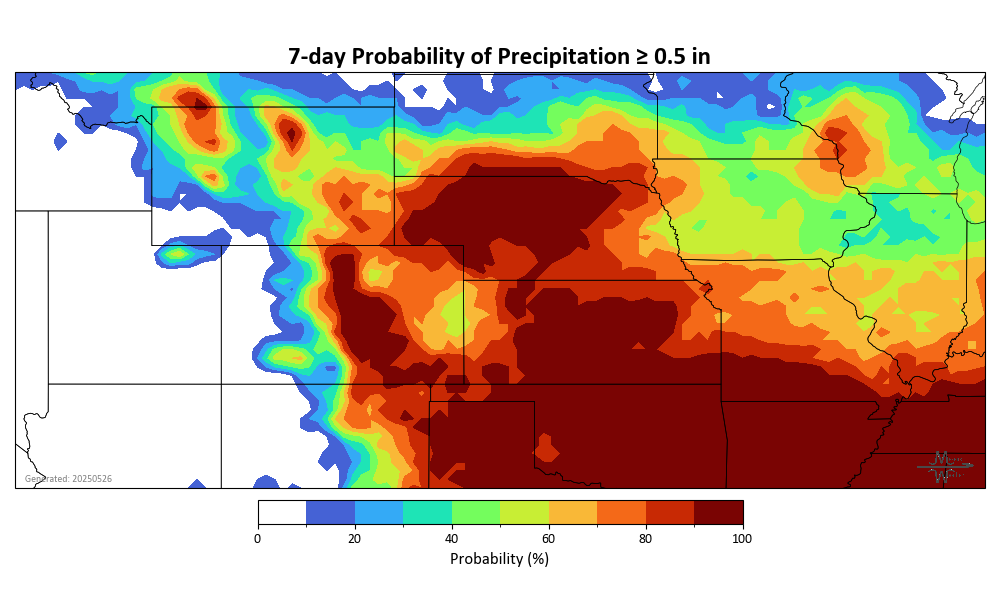 7-day Probability of Precipitation ≥ 0.5 in
Generated: 20250526
0 20 40 60 80 100
Probability (%)